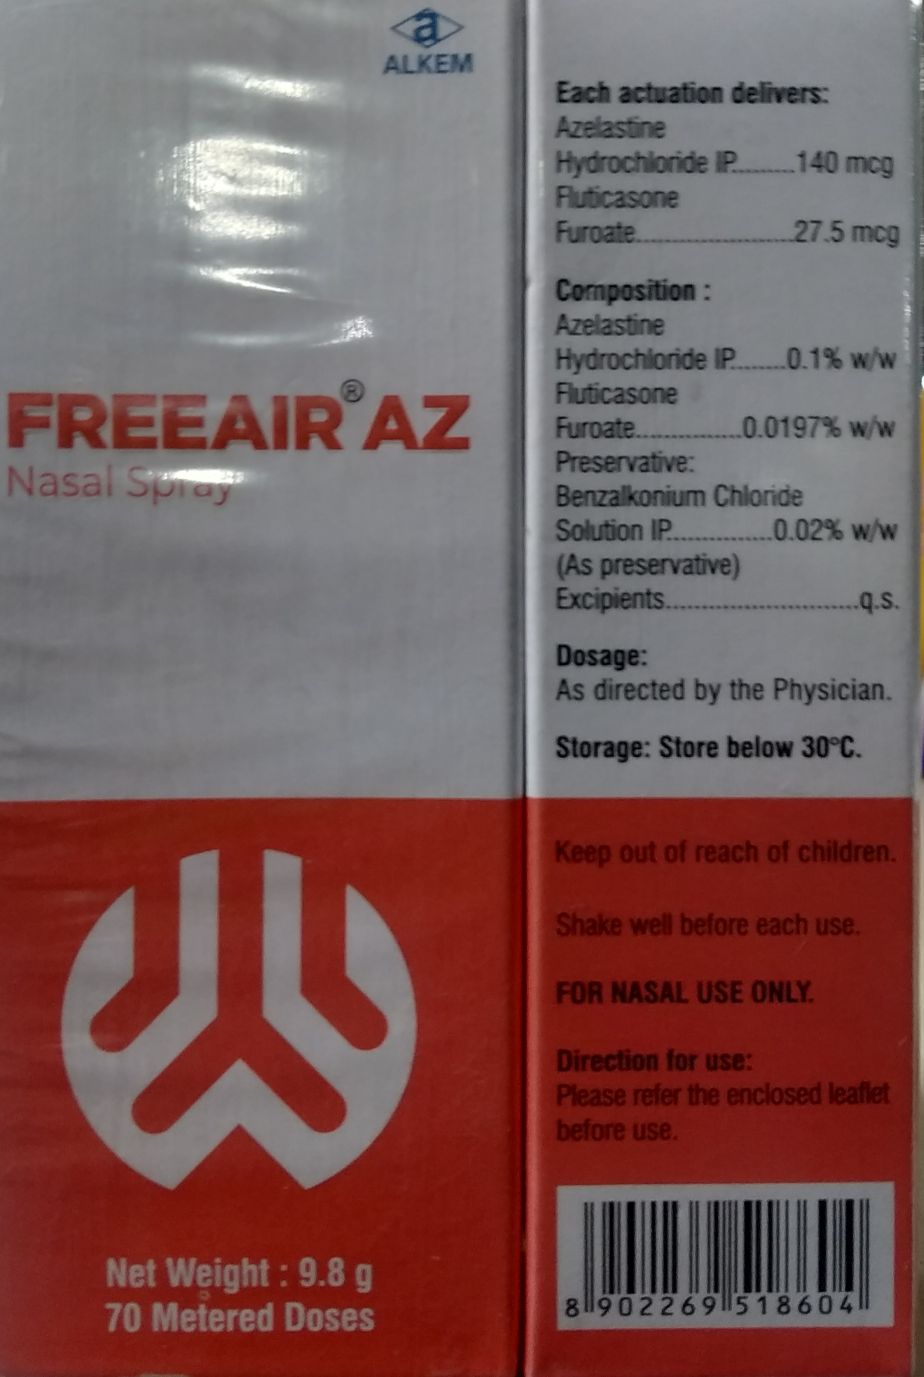 a
ALKEM
FREEAIR® AZ
Nasal Spray
Net Weight : 9.8 g
70 Metered Doses
Each actuation delivers:
Azelastine
Hydrochloride IP.........140 mcg
Fluticasone
Furoate.......................27.5 mcg
Composition :
Azelastine
Hydrochloride IP........0.1% w/w
Fluticasone
Furoate...............0.0197% w/w
Preservative:
Benzalkonium Chloride
Solution IP...............0.02% w/w
(As preservative)
Excipients............................q.s.
Dosage:
As directed by the Physician.
Storage: Store below 30°C.
Keep out of reach of children.
Shake well before each use.
FOR NASAL USE ONLY.
Direction for use:
Please refer the enclosed leaflet
before use.
8 902269 518604